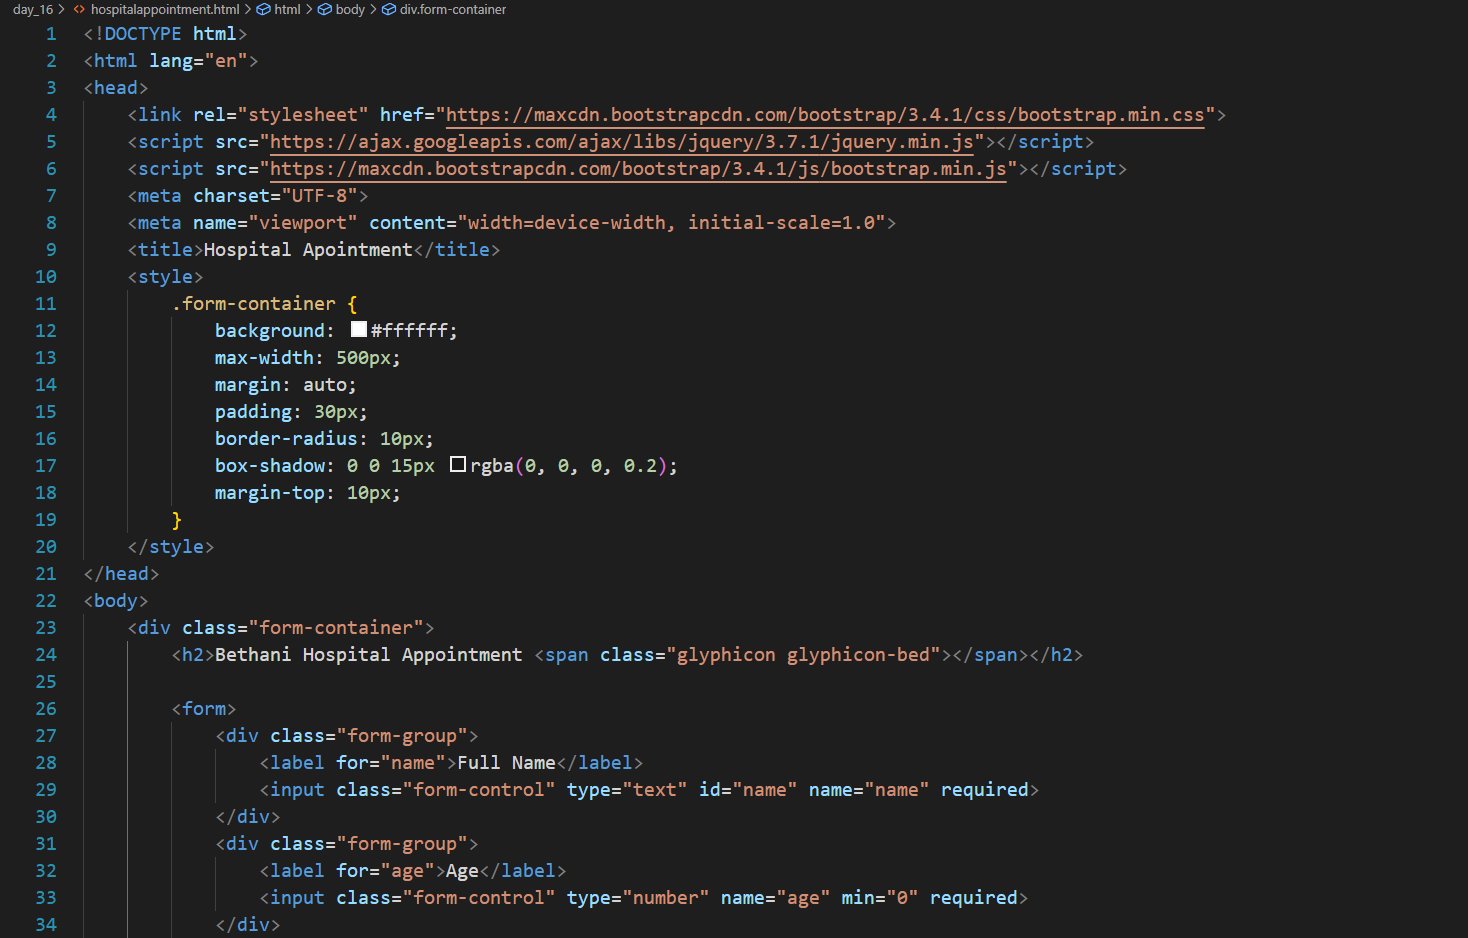 day_16 > <> hospitalappointment.html > html > body > div.form-container
1 <!DOCTYPE html>
2 <html lang="en">
3 <head>
4     <link rel="stylesheet" href="https://maxcdn.bootstrapcdn.com/bootstrap/3.4.1/css/bootstrap.min.css">
5     <script src="https://ajax.googleapis.com/ajax/libs/jquery/3.7.1/jquery.min.js"></script>
6     <script src="https://maxcdn.bootstrapcdn.com/bootstrap/3.4.1/js/bootstrap.min.js"></script>
7     <meta charset="UTF-8">
8     <meta name="viewport" content="width=device-width, initial-scale=1.0">
9     <title>Hospital Apointment</title>
10     <style>
11         .form-container {
12             background: #ffffff;
13             max-width: 500px;
14             margin: auto;
15             padding: 30px;
16             border-radius: 10px;
17             box-shadow: 0 0 15px rgba(0, 0, 0, 0.2);
18             margin-top: 10px;
19         }
20     </style>
21 </head>
22 <body>
23     <div class="form-container">
24         <h2>Bethani Hospital Appointment <span class="glyphicon glyphicon-bed"></span></h2>
25
26         <form>
27             <div class="form-group">
28                 <label for="name">Full Name</label>
29                 <input class="form-control" type="text" id="name" name="name" required>
30             </div>
31             <div class="form-group">
32                 <label for="age">Age</label>
33                 <input class="form-control" type="number" name="age" min="0" required>
34             </div>